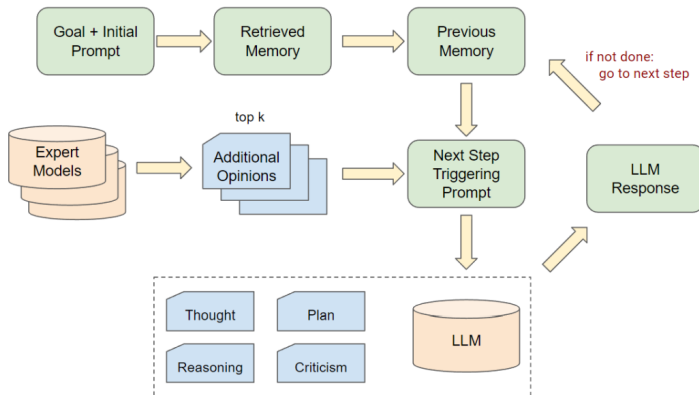 Goal + Initial
Prompt
Retrieved
Memory
Previous
Memory
if not done:
go to next step
Expert
Models
top k
Additional
Opinions
Next Step
Triggering
Prompt
LLM
Response
Thought
Plan
Reasoning
Criticism
LLM